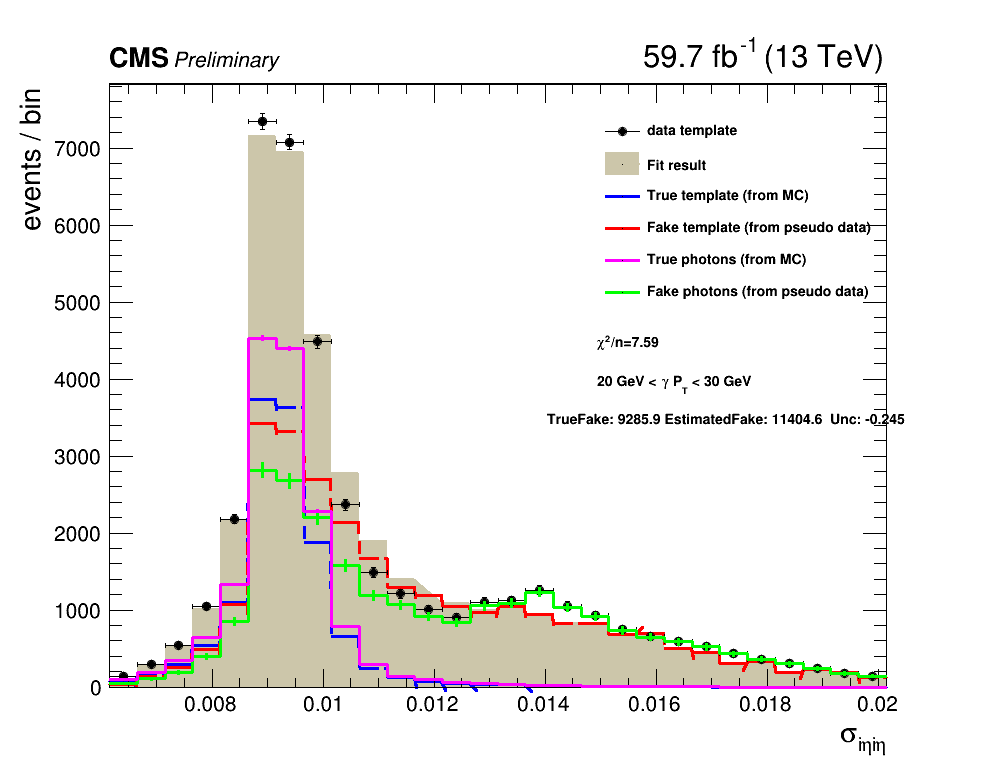 CMS Preliminary 59.7 fb⁻¹ (13 TeV)
events / bin
7000
6000
5000
4000
3000
2000
1000
0
data template
Fit result
True template (from MC)
Fake template (from pseudo data)
True photons (from MC)
Fake photons (from pseudo data)
χ²/n=7.59
20 GeV < γ P_T < 30 GeV
TrueFake: 9285.9 EstimatedFake: 11404.6 Unc: -0.245
0.008 0.01 0.012 0.014 0.016 0.018 0.02
σ_iηiη